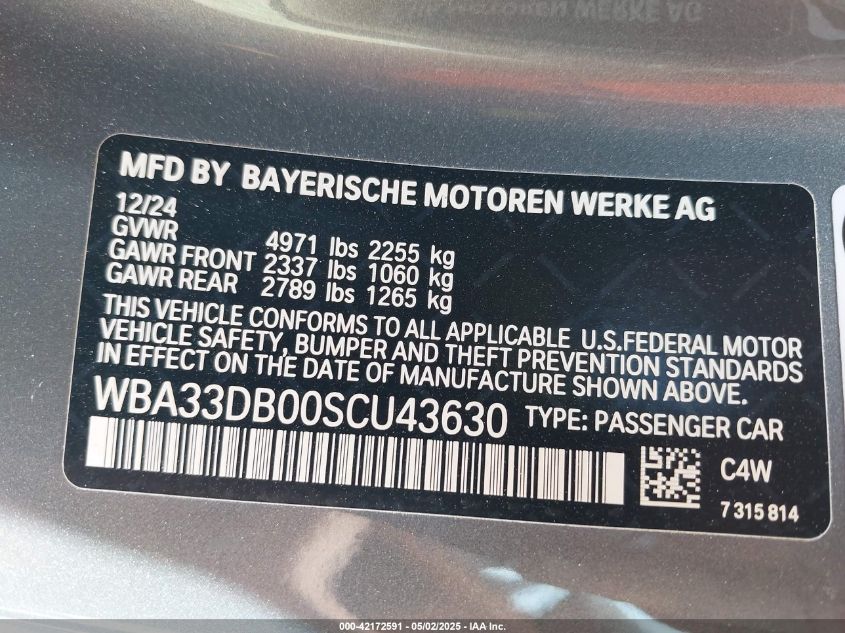 MFD BY BAYERISCHE MOTOREN WERKE AG
12/24
GVWR 4971 lbs 2255 kg
GAWR FRONT 2337 lbs 1060 kg
GAWR REAR 2789 lbs 1265 kg
THIS VEHICLE CONFORMS TO ALL APPLICABLE U.S.FEDERAL MOTOR
VEHICLE SAFETY, BUMPER AND THEFT PREVENTION STANDARDS
IN EFFECT ON THE DATE OF MANUFACTURE SHOWN ABOVE.
WBA33DB00SCU43630 TYPE: PASSENGER CAR
C4W
7 315 814
000-42172591 - 05/02/2025 - IAA Inc.